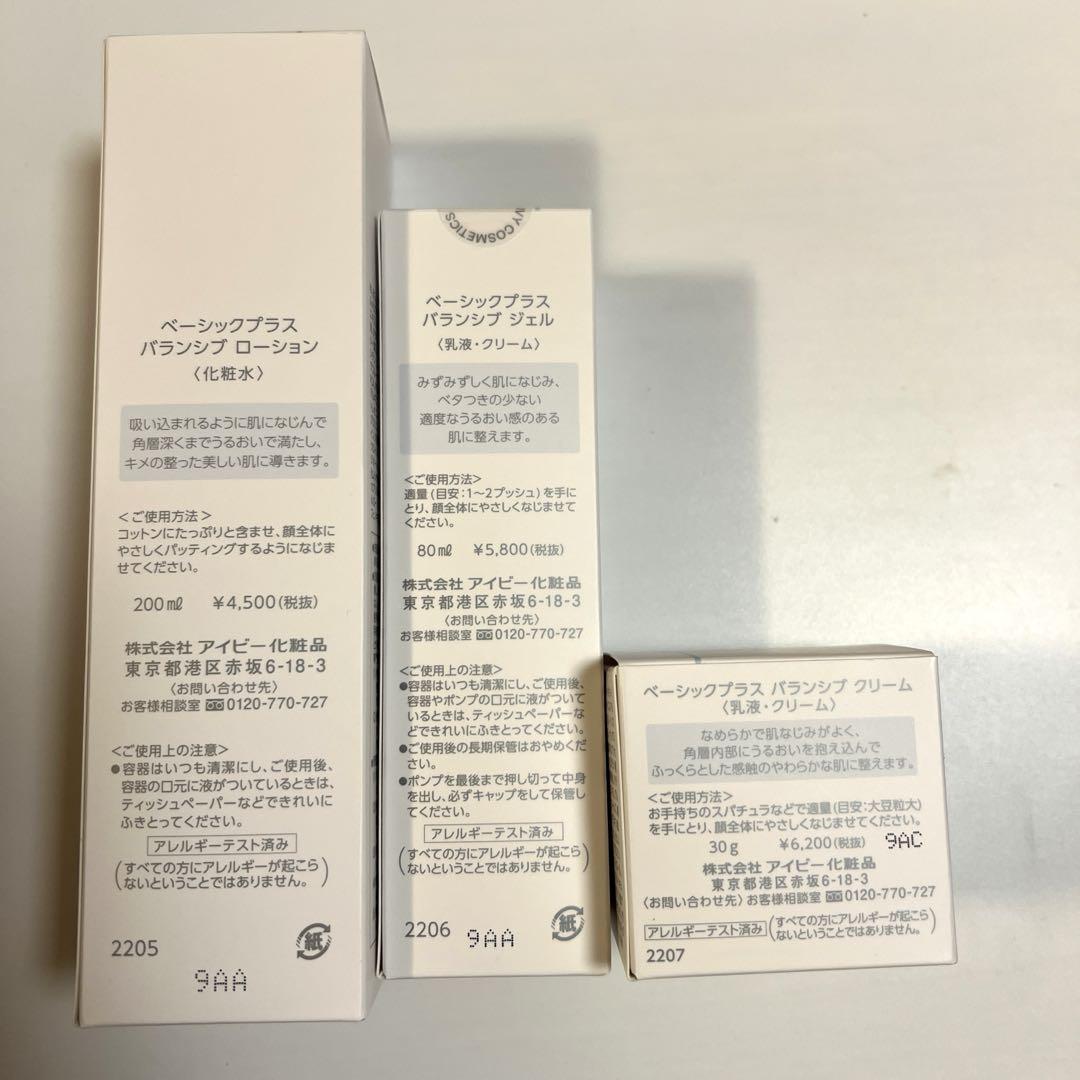 ベーシックプラス
バランシブ ローション
〈化粧水〉
吸い込まれるように肌になじんで
角層深くまでうるおいで満たし、
キメの整った美しい肌に導きます。
<ご使用方法>
コットンにたっぷりと含ませ、顔全体に
やさしくパッティングするようになじま
せてください。
200㎖ ¥4,500(税抜)
株式会社 アイビー化粧品
東京都港区赤坂6-18-3
〈お問い合わせ先〉
お客様相談室 0120-770-727
<ご使用上の注意>
●容器はいつも清潔にし、ご使用後、
容器の口元に液がついているときは、
ティッシュペーパーなどできれいに
ふきとってください。
アレルギーテスト済み
(すべての方にアレルギーが起こら
ないということではありません。)
2205
紙
9AA
IVY COSMETICS
ベーシックプラス
バランシブ ジェル
〈乳液・クリーム〉
みずみずしく肌になじみ、
ベタつきの少ない
適度なうるおい感のある
肌に整えます。
<ご使用方法>
適量(目安:1〜2プッシュ)を手に
とり、顔全体にやさしくなじませて
ください。
80㎖ ¥5,800(税抜)
株式会社 アイビー化粧品
東京都港区赤坂6-18-3
〈お問い合わせ先〉
お客様相談室 0120-770-727
<ご使用上の注意>
●容器はいつも清潔にし、ご使用後、
容器やポンプの口元に液がついて
いるときは、ティッシュペーパーな
どできれいにふきとってください。
●ご使用後の長期保管はおやめくだ
さい。
●ポンプを最後まで押し切って中身
を出し、必ずキャップをして保管し
てください。
アレルギーテスト済み
(すべての方にアレルギーが起こら
ないということではありません。)
2206
9AA
紙
ベーシックプラス バランシブ クリーム
〈乳液・クリーム〉
なめらかで肌なじみがよく、
角層内部にうるおいを抱え込んで
ふっくらとした感触のやわらかな肌に整えます。
<ご使用方法>
お手持ちのスパチュラなどで適量(目安:大豆粒大)
を手にとり、顔全体にやさしくなじませてください。
30g ¥6,200(税抜) 9AC
株式会社 アイビー化粧品
東京都港区赤坂6-18-3
〈お問い合わせ先〉お客様相談室 0120-770-727
アレルギーテスト済み (すべての方にアレルギーが起こら
ないということではありません。)
2207